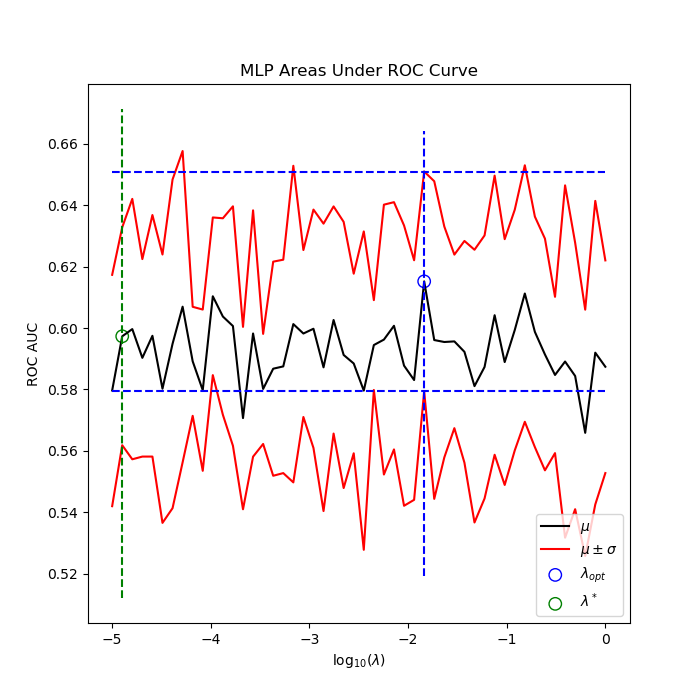 MLP Areas Under ROC Curve
ROC AUC
0.66
0.64
0.62
0.60
0.58
0.56
0.54
0.52
μ
μ ± σ
λ_opt
λ*
−5
−4
−3
−2
−1
0
log₁₀(λ)